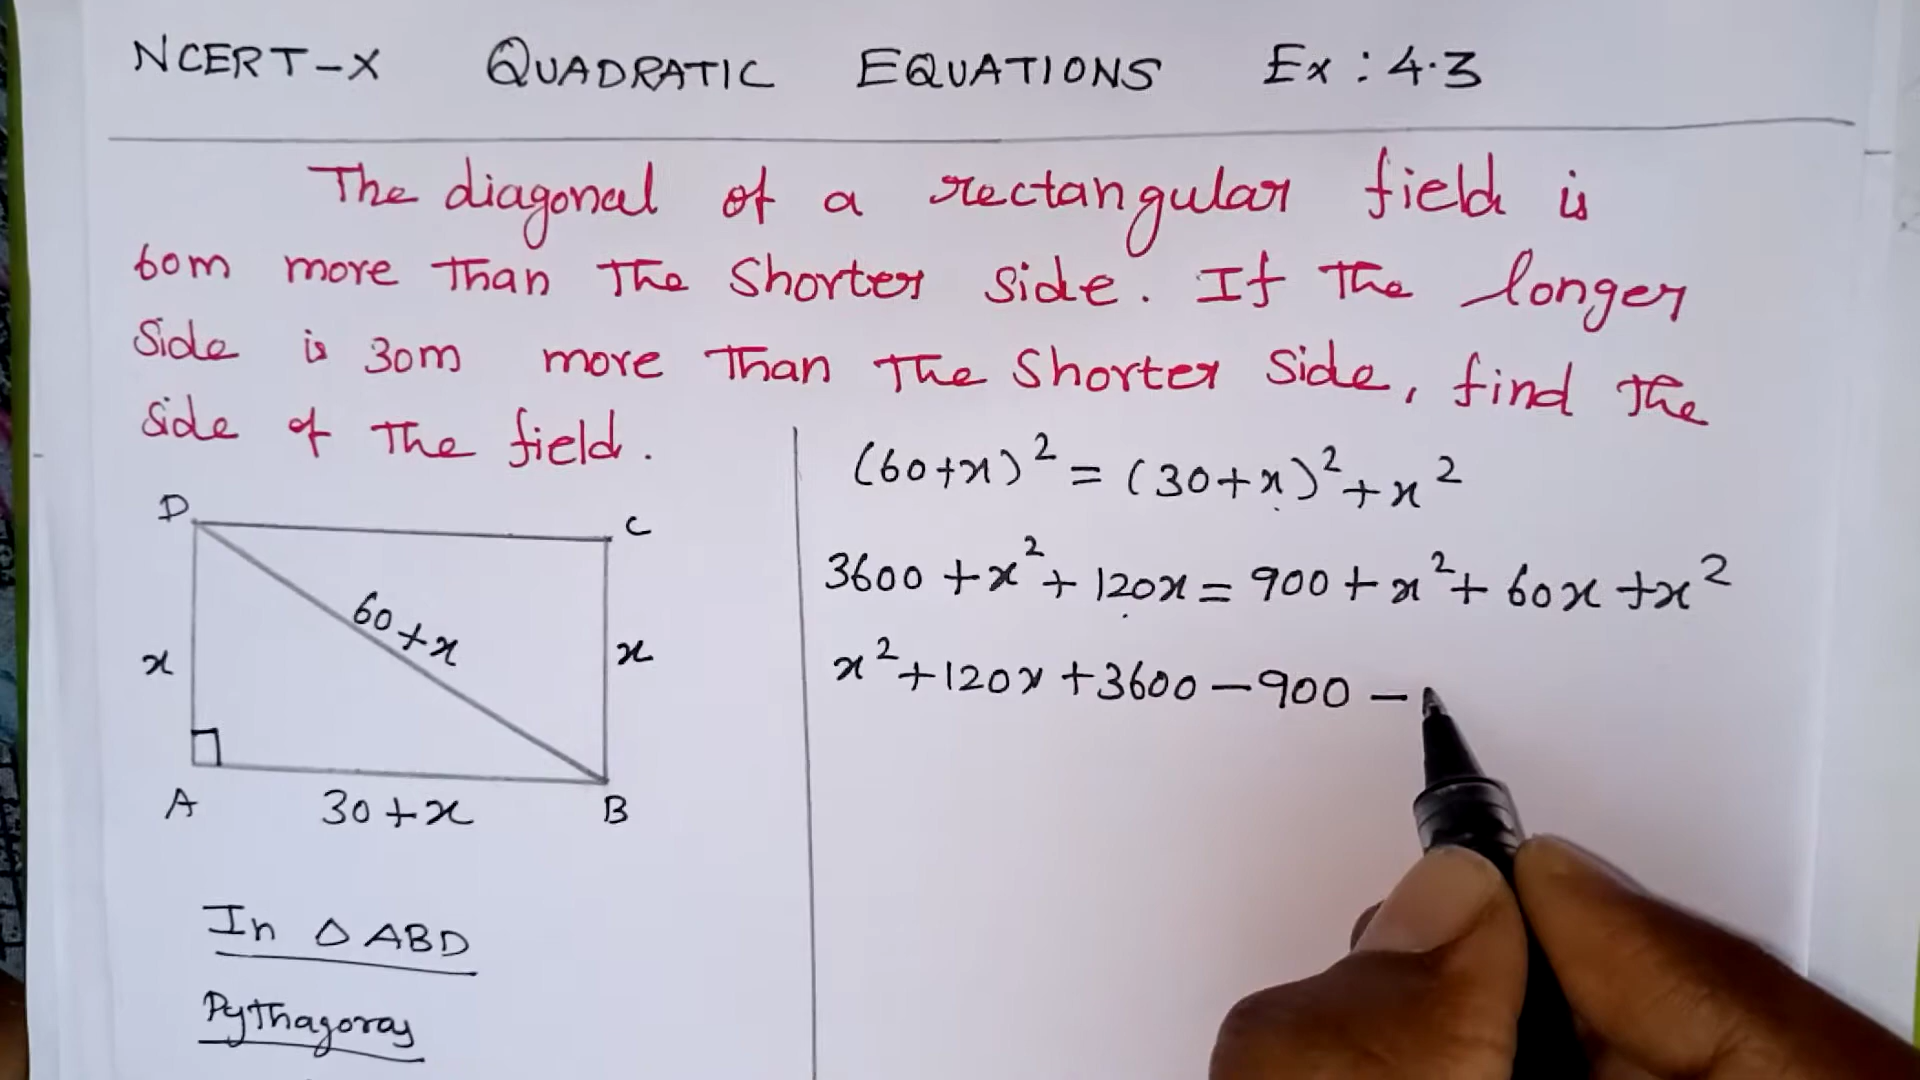 NCERT-X QUADRATIC EQUATIONS Ex : 4.3
The diagonal of a rectangular field is
60m more than the shorter side. If the longer
side is 30m more than the shorter side, find the
side of the field.
D
C
60+x
x
x
A
30+x
B
In △ ABD
Pythagoras
(60+x)² = (30+x)² + x²
3600 + x² + 120x = 900 + x² + 60x + x²
x² + 120x + 3600 - 900 -